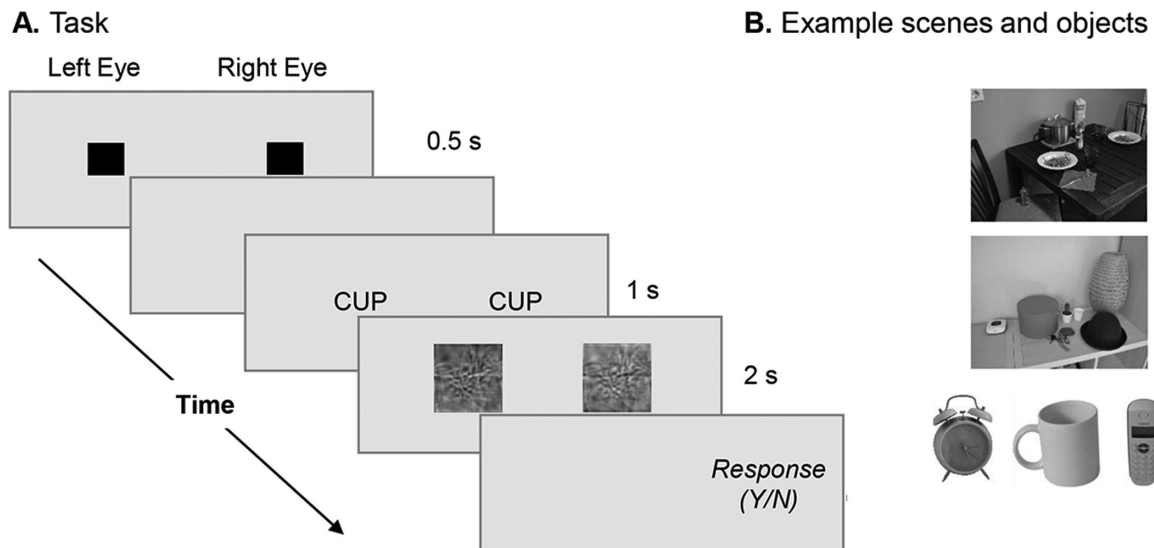 A. Task
Left Eye
Right Eye
0.5 s
CUP
CUP
1 s
2 s
Time
Response
(Y/N)
B. Example scenes and objects